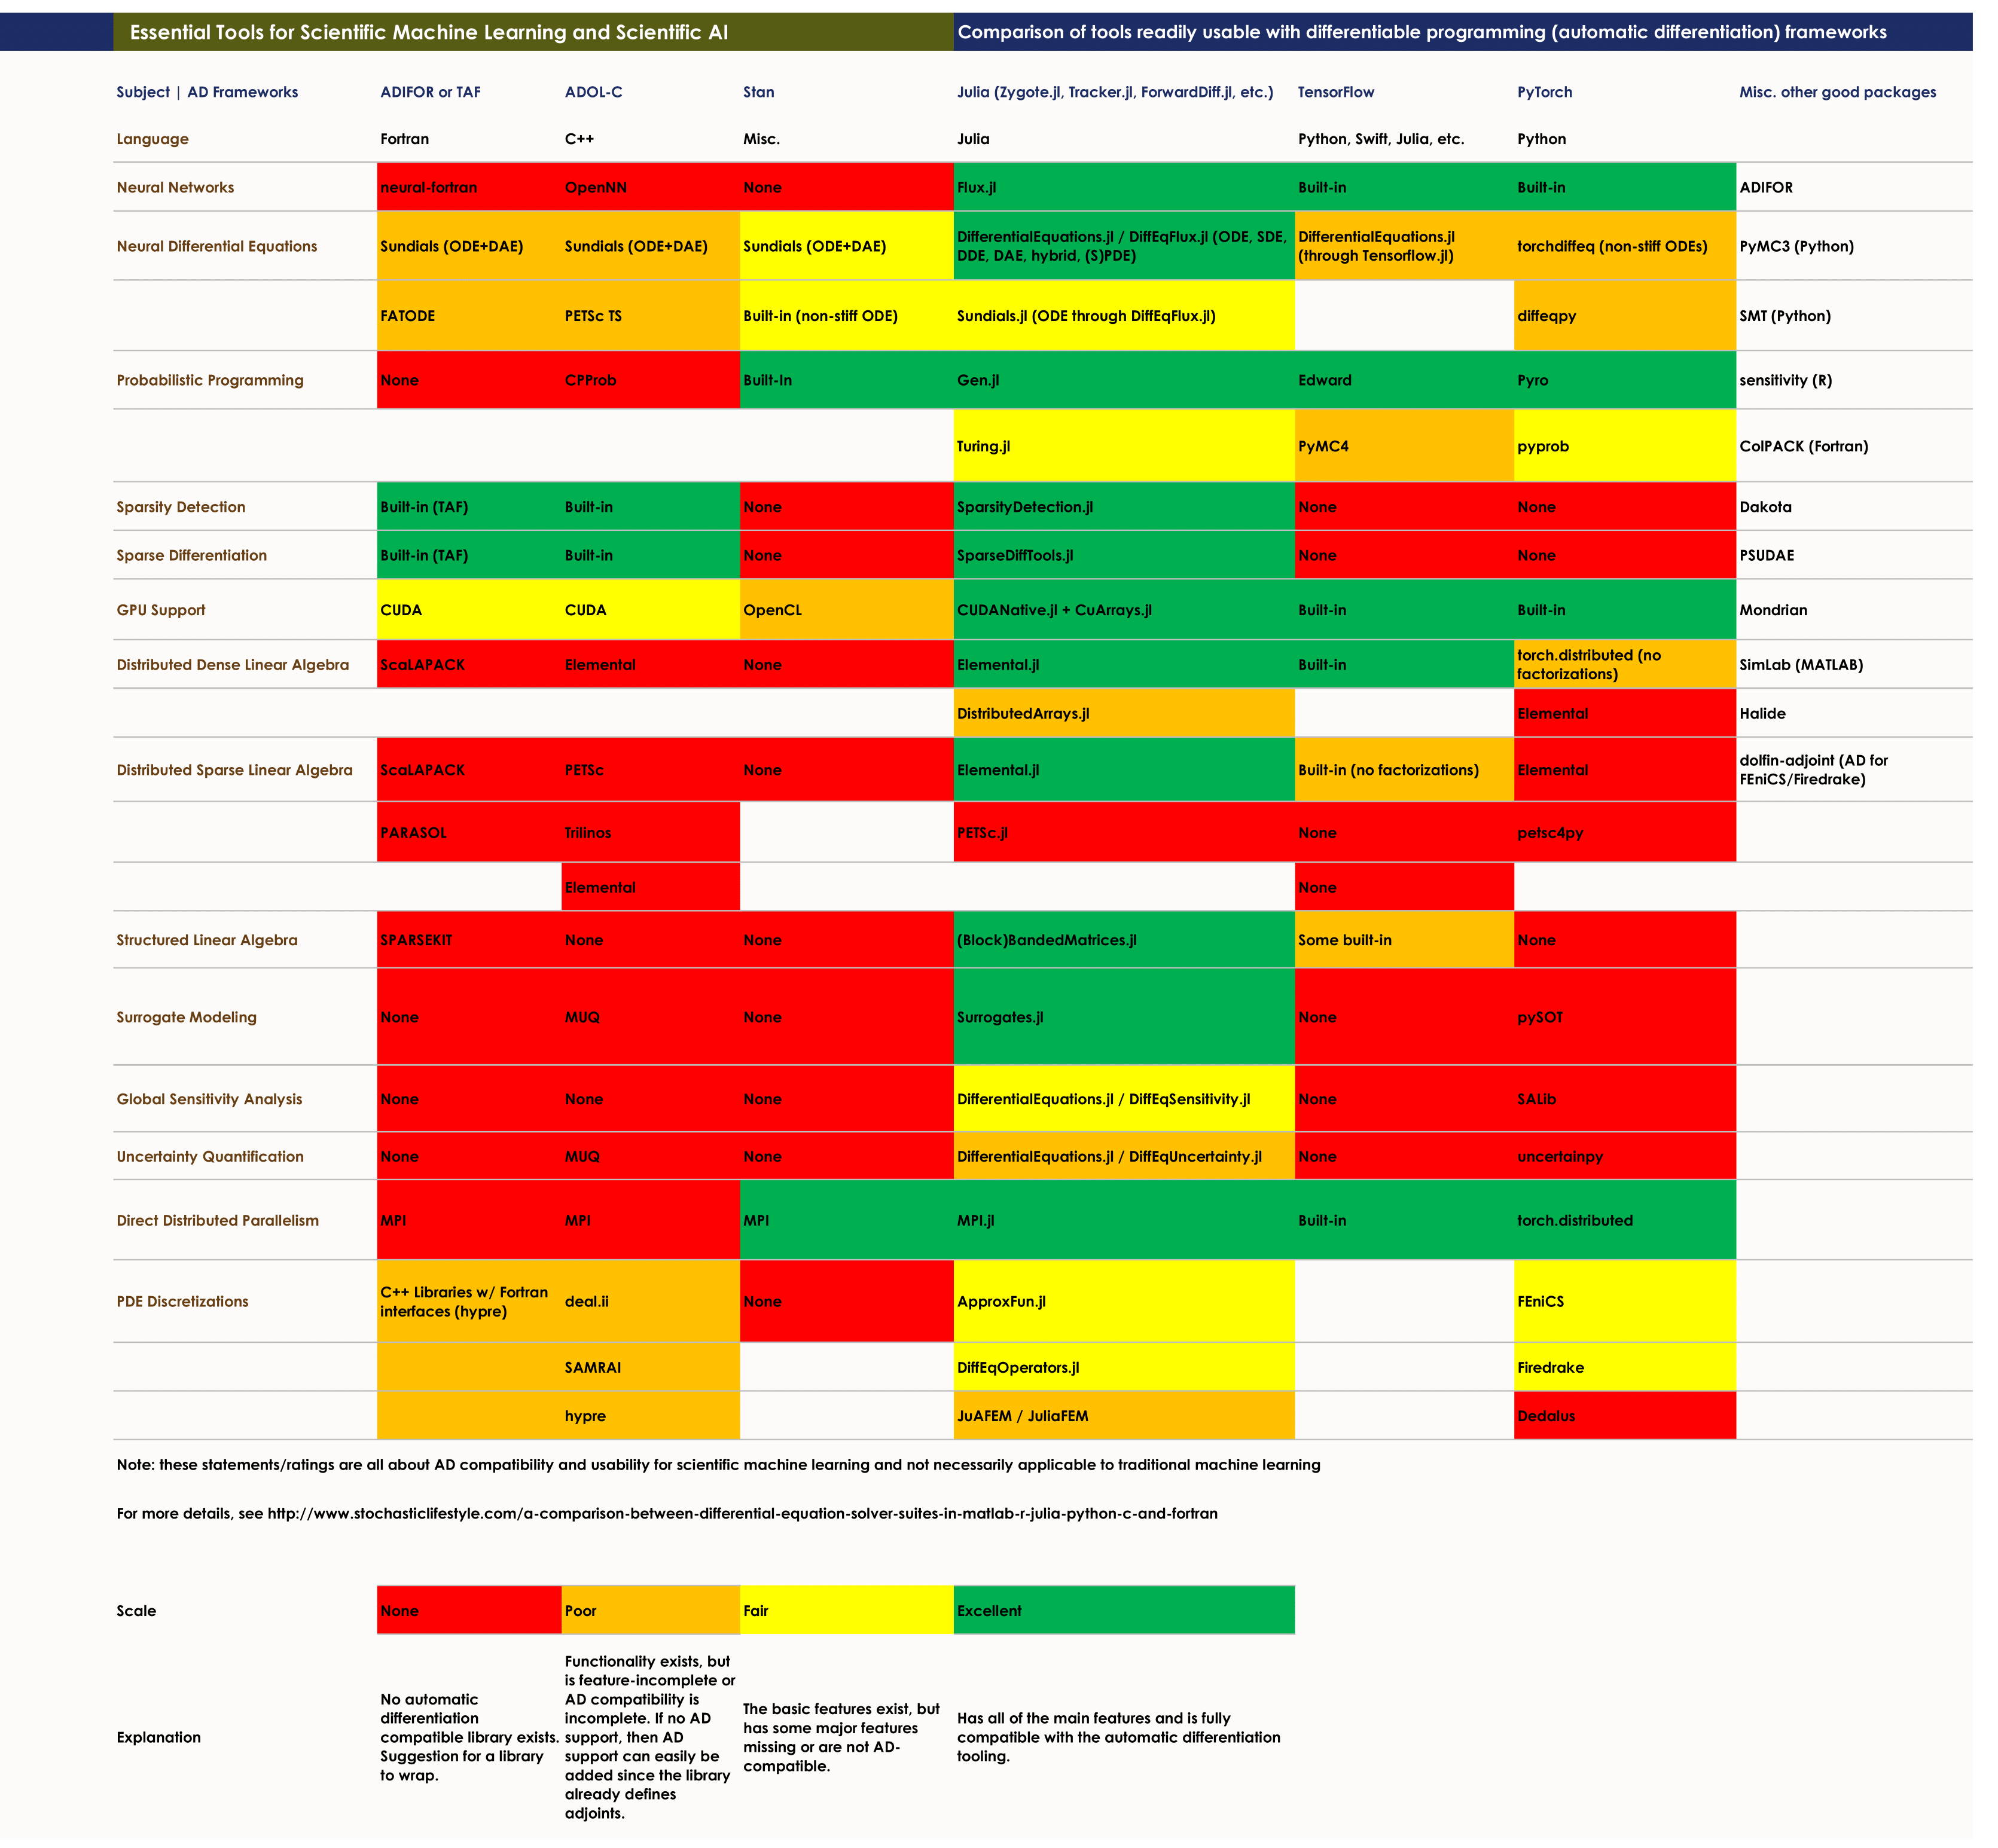 Essential Tools for Scientific Machine Learning and Scientific AI Comparison of tools readily usable with differentiable programming (automatic differentiation) frameworks
Subject | AD Frameworks ADIFOR or TAF ADOL-C Stan Julia (Zygote.jl, Tracker.jl, ForwardDiff.jl, etc.) TensorFlow PyTorch Misc. other good packages
Language Fortran C++ Misc. Julia Python, Swift, Julia, etc. Python
Neural Networks neural-fortran OpenNN None Flux.jl Built-in Built-in ADIFOR
Neural Differential Equations Sundials (ODE+DAE) Sundials (ODE+DAE) Sundials (ODE+DAE) DifferentialEquations.jl / DiffEqFlux.jl (ODE, SDE,
DDE, DAE, hybrid, (S)PDE) DifferentialEquations.jl
(through Tensorflow.jl) torchdiffeq (non-stiff ODEs) PyMC3 (Python)
FATODE PETSc TS Built-in (non-stiff ODE) Sundials.jl (ODE through DiffEqFlux.jl) diffeqpy SMT (Python)
Probabilistic Programming None CPProb Built-In Gen.jl Edward Pyro sensitivity (R)
Turing.jl PyMC4 pyprob ColPACK (Fortran)
Sparsity Detection Built-in (TAF) Built-in None SparsityDetection.jl None None Dakota
Sparse Differentiation Built-in (TAF) Built-in None SparseDiffTools.jl None None PSUDAE
GPU Support CUDA CUDA OpenCL CUDANative.jl + CuArrays.jl Built-in Built-in Mondrian
Distributed Dense Linear Algebra ScaLAPACK Elemental None Elemental.jl Built-in torch.distributed (no
factorizations) SimLab (MATLAB)
DistributedArrays.jl Elemental Halide
Distributed Sparse Linear Algebra ScaLAPACK PETSc None Elemental.jl Built-in (no factorizations) Elemental dolfin-adjoint (AD for
FEniCS/Firedrake)
PARASOL Trilinos PETSc.jl None petsc4py
Elemental None
Structured Linear Algebra SPARSEKIT None None (Block)BandedMatrices.jl Some built-in None
Surrogate Modeling None MUQ None Surrogates.jl None pySOT
Global Sensitivity Analysis None None None DifferentialEquations.jl / DiffEqSensitivity.jl None SALib
Uncertainty Quantification None MUQ None DifferentialEquations.jl / DiffEqUncertainty.jl None uncertainpy
Direct Distributed Parallelism MPI MPI MPI MPI.jl Built-in torch.distributed
PDE Discretizations C++ Libraries w/ Fortran
interfaces (hypre) deal.ii None ApproxFun.jl FEniCS
SAMRAI DiffEqOperators.jl Firedrake
hypre JuAFEM / JuliaFEM Dedalus
Note: these statements/ratings are all about AD compatibility and usability for scientific machine learning and not necessarily applicable to traditional machine learning
For more details, see http://www.stochasticlifestyle.com/a-comparison-between-differential-equation-solver-suites-in-matlab-r-julia-python-c-and-fortran
Scale None Poor Fair Excellent
Explanation
No automatic
differentiation
compatible library exists.
Suggestion for a library
to wrap.
Functionality exists, but
is feature-incomplete or
AD compatibility is
incomplete. If no AD
support, then AD
support can easily be
added since the library
already defines
adjoints.
The basic features exist, but
has some major features
missing or are not AD-
compatible.
Has all of the main features and is fully
compatible with the automatic differentiation
tooling.